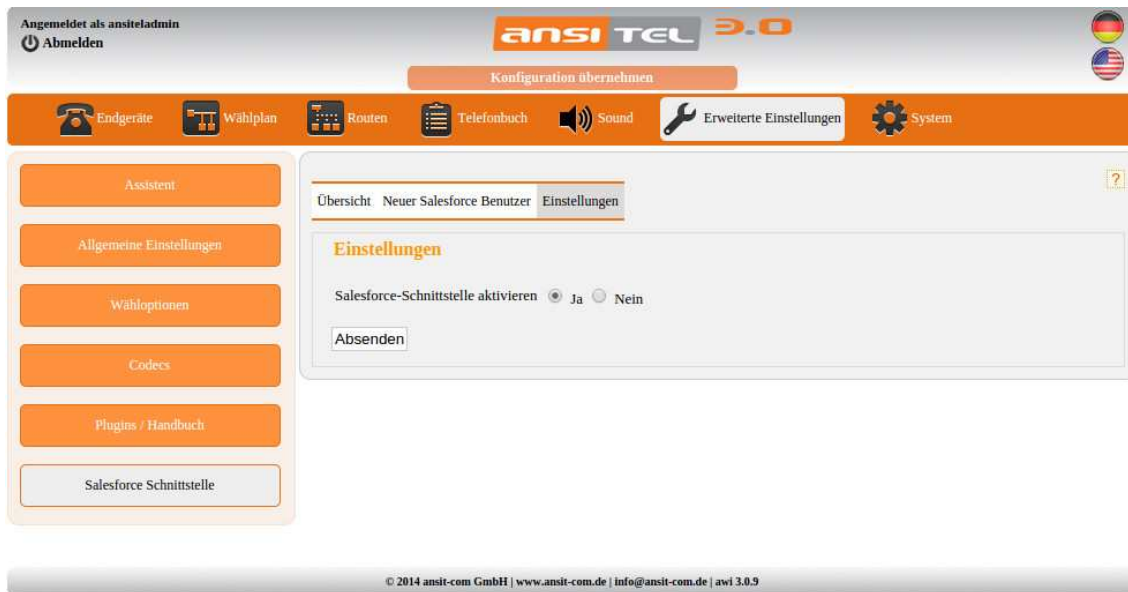 Angemeldet als ansiteladmin
Abmelden
ansi TEL 3.0
Konfiguration übernehmen
Endgeräte Wählplan Routen Telefonbuch Sound Erweiterte Einstellungen System
Assistent
Allgemeine Einstellungen
Wähloptionen
Codecs
Plugins / Handbuch
Salesforce Schnittstelle
?
Übersicht Neuer Salesforce Benutzer Einstellungen
Einstellungen
Salesforce-Schnittstelle aktivieren Ja Nein
Absenden
© 2014 ansit-com GmbH | www.ansit-com.de | info@ansit-com.de | awi 3.0.9